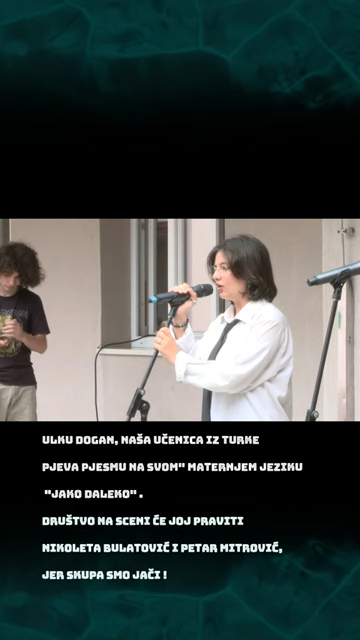 ULKU DOGAN, NAŠA UČENICA IZ TURKE
PJEVA PJESMU NA SVOM" MATERNJEM JEZIKU
"JAKO DALEKO" .
DRUŠTVO NA SCENI ĆE JOJ PRAVITI
NIKOLETA BULATOVIĆ I PETAR MITROVIĆ,
JER SKUPA SMO JAČI !